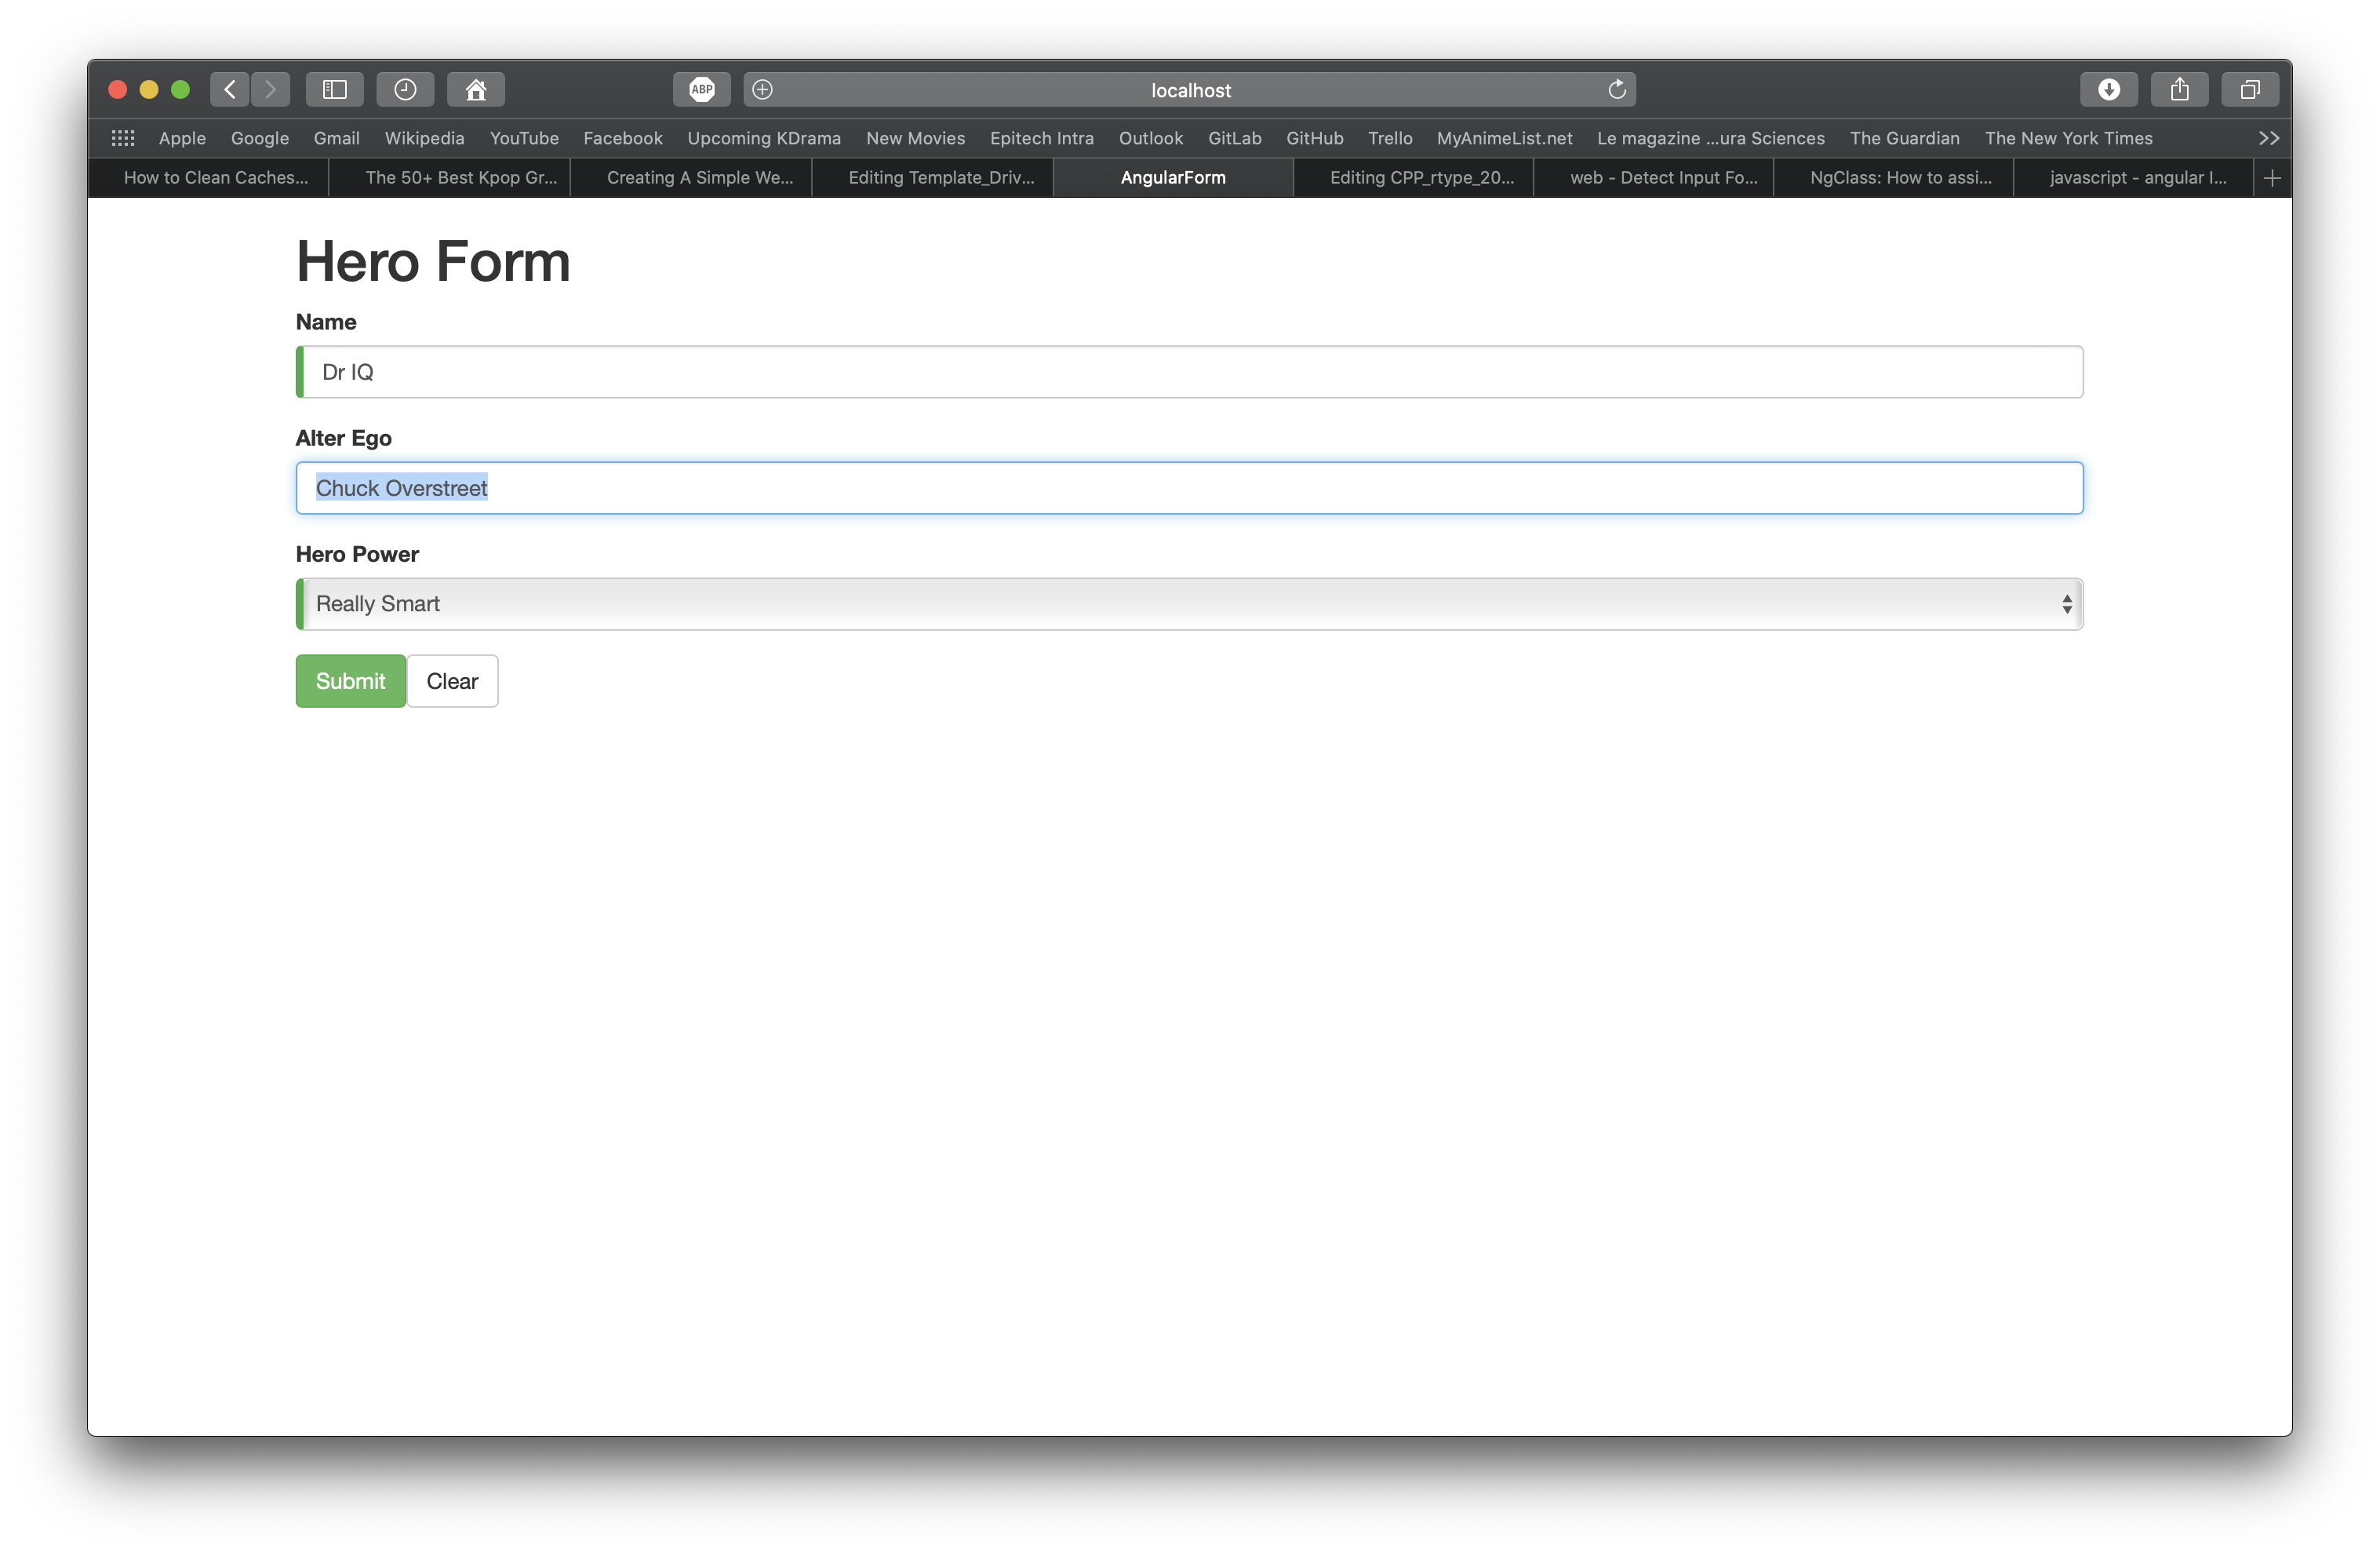 ABP
localhost
Apple Google Gmail Wikipedia YouTube Facebook Upcoming KDrama New Movies Epitech Intra Outlook GitLab GitHub Trello MyAnimeList.net Le magazine ...ura Sciences The Guardian The New York Times
How to Clean Caches... The 50+ Best Kpop Gr... Creating A Simple We... Editing Template_Driv... AngularForm Editing CPP_rtype_20... web - Detect Input Fo... NgClass: How to assi... javascript - angular I...
Hero Form
Name
Dr IQ
Alter Ego
Chuck Overstreet
Hero Power
Really Smart
Submit Clear